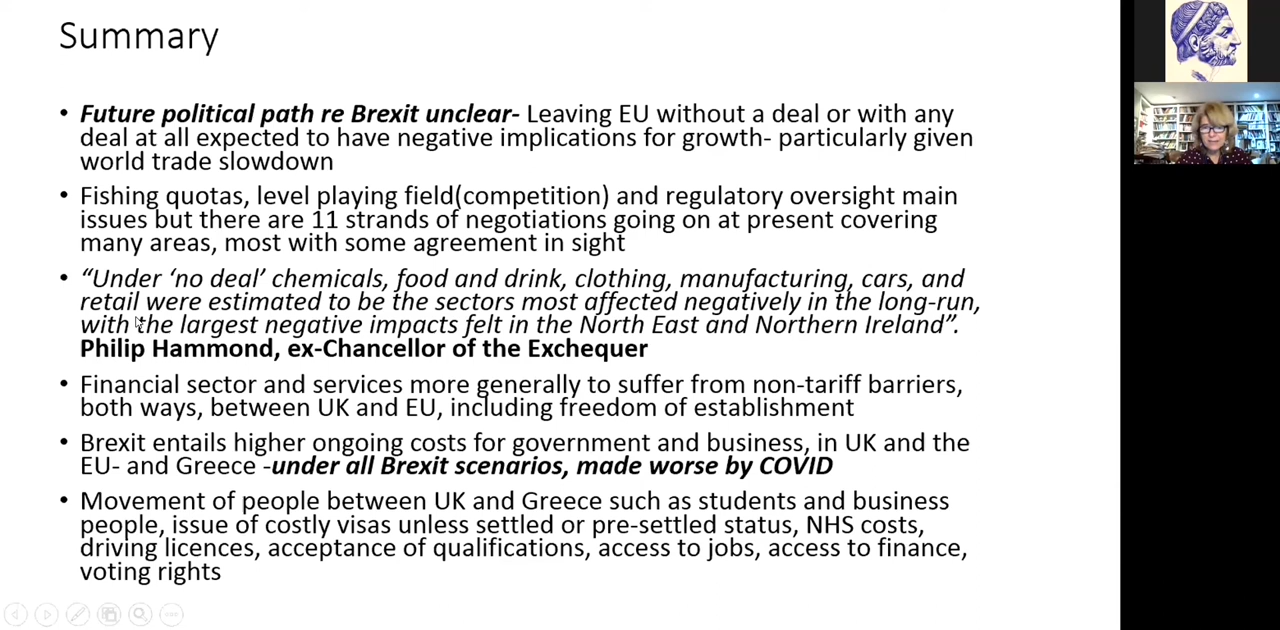 Summary
• Future political path re Brexit unclear- Leaving EU without a deal or with any
deal at all expected to have negative implications for growth- particularly given
world trade slowdown
• Fishing quotas, level playing field(competition) and regulatory oversight main
issues but there are 11 strands of negotiations going on at present covering
many areas, most with some agreement in sight
• “Under ‘no deal’ chemicals, food and drink, clothing, manufacturing, cars, and
retail were estimated to be the sectors most affected negatively in the long-run,
with the largest negative impacts felt in the North East and Northern Ireland”.
Philip Hammond, ex-Chancellor of the Exchequer
• Financial sector and services more generally to suffer from non-tariff barriers,
both ways, between UK and EU, including freedom of establishment
• Brexit entails higher ongoing costs for government and business, in UK and the
EU- and Greece -under all Brexit scenarios, made worse by COVID
• Movement of people between UK and Greece such as students and business
people, issue of costly visas unless settled or pre-settled status, NHS costs,
driving licences, acceptance of qualifications, access to jobs, access to finance,
voting rights